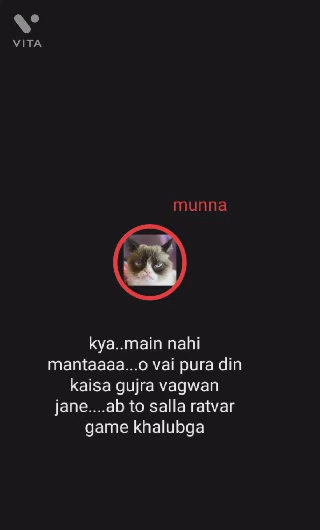 VITA
munna
kya..main nahi
mantaaaa...o vai pura din
kaisa gujra vagwan
jane....ab to salla ratvar
game khalubga